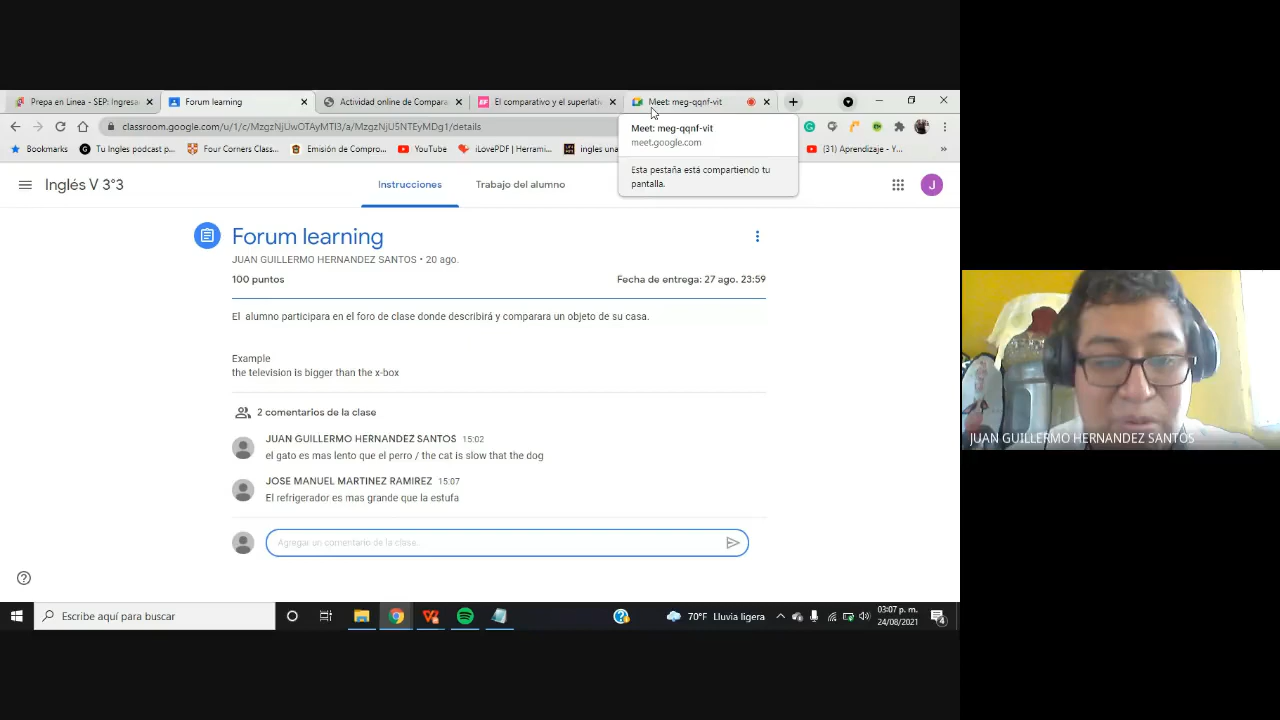 Prepa en Linea - SEP: Ingresa
Forum learning
Actividad online de Compara
El comparativo y el superlativ
Meet: meg-qqnf-vit
classroom.google.com/u/1/c/MzgzNjUwOTAyMTI3/a/MzgzNjU5NTEyMDg1/details
Meet: meg-qqnf-vit
meet.google.com
Esta pestaña está compartiendo tu
pantalla.
Bookmarks
Tu Ingles podcast p...
Four Corners Class...
Emisión de Compro...
YouTube
iLovePDF | Herrami...
ingles una
(31) Aprendizaje - Y...
Inglés V 3°3
Instrucciones
Trabajo del alumno
J
Forum learning
JUAN GUILLERMO HERNANDEZ SANTOS • 20 ago.
100 puntos
Fecha de entrega: 27 ago. 23:59
El alumno participara en el foro de clase donde describirá y comparara un objeto de su casa.
Example
the television is bigger than the x-box
2 comentarios de la clase
JUAN GUILLERMO HERNANDEZ SANTOS 15:02
el gato es mas lento que el perro / the cat is slow that the dog
JOSE MANUEL MARTINEZ RAMIREZ 15:07
El refrigerador es mas grande que la estufa
Agregar un comentario de la clase...
JUAN GUILLERMO HERNANDEZ SANTOS
Escribe aquí para buscar
70°F Lluvia ligera
03:07 p. m.
24/08/2021
4